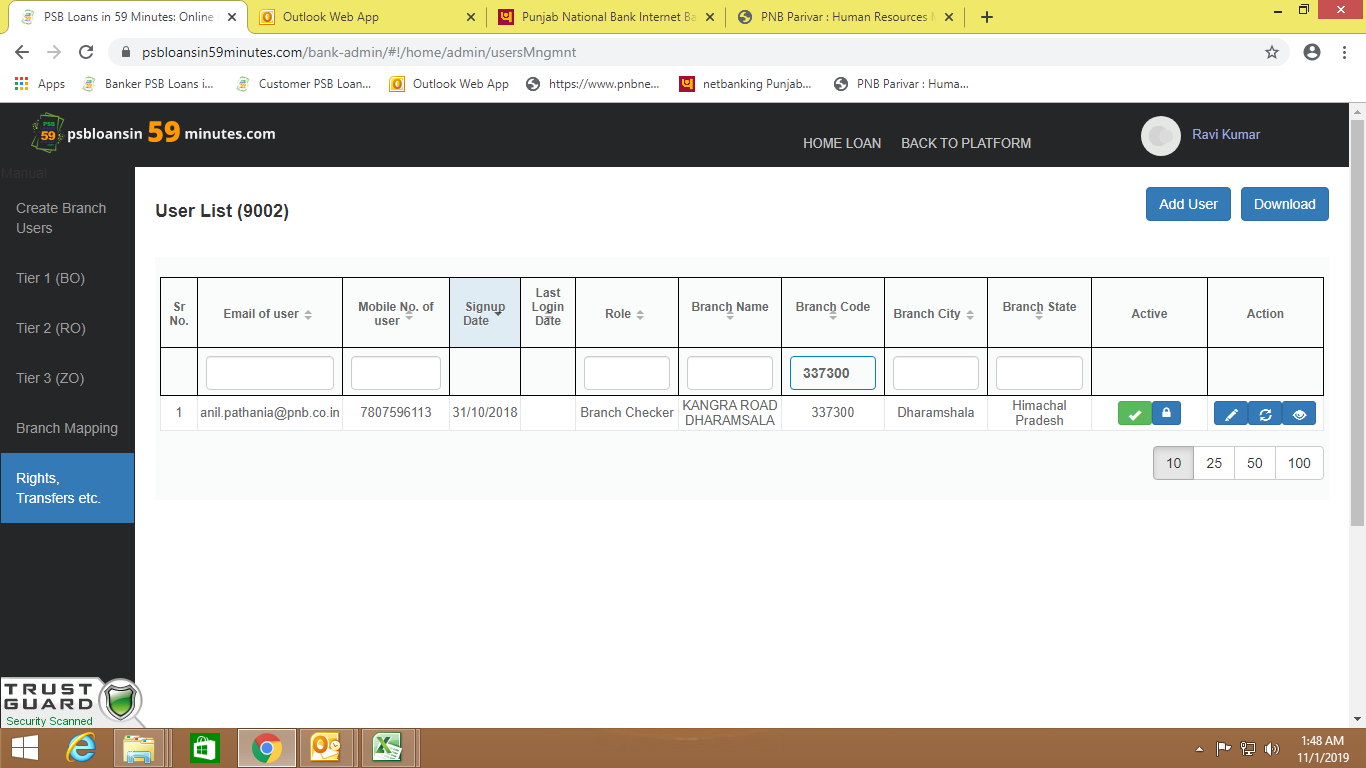 PSB Loans in 59 Minutes: Online
Outlook Web App
Punjab National Bank Internet Ba
PNB Parivar : Human Resources
psbloansin59minutes.com/bank-admin/#!/home/admin/usersMngmnt
Apps
Banker PSB Loans i...
Customer PSB Loan...
Outlook Web App
https://www.pnbne...
netbanking Punjab...
PNB Parivar : Huma...
PSB
59
psbloansin 59 minutes.com
HOME LOAN
BACK TO PLATFORM
Ravi Kumar
Manual
Create Branch
Users
Tier 1 (BO)
Tier 2 (RO)
Tier 3 (ZO)
Branch Mapping
Rights,
Transfers etc.
User List (9002)
Add User
Download
Sr
No.
Email of user
Mobile No. of
user
Signup
Date
Last
Login
Date
Role
Branch Name
Branch Code
Branch City
Branch State
Active
Action
337300
1
anil.pathania@pnb.co.in
7807596113
31/10/2018
Branch Checker
KANGRA ROAD
DHARAMSALA
337300
Dharamshala
Himachal
Pradesh
10
25
50
100
TRUST
GUARD
Security Scanned
1:48 AM
11/1/2019